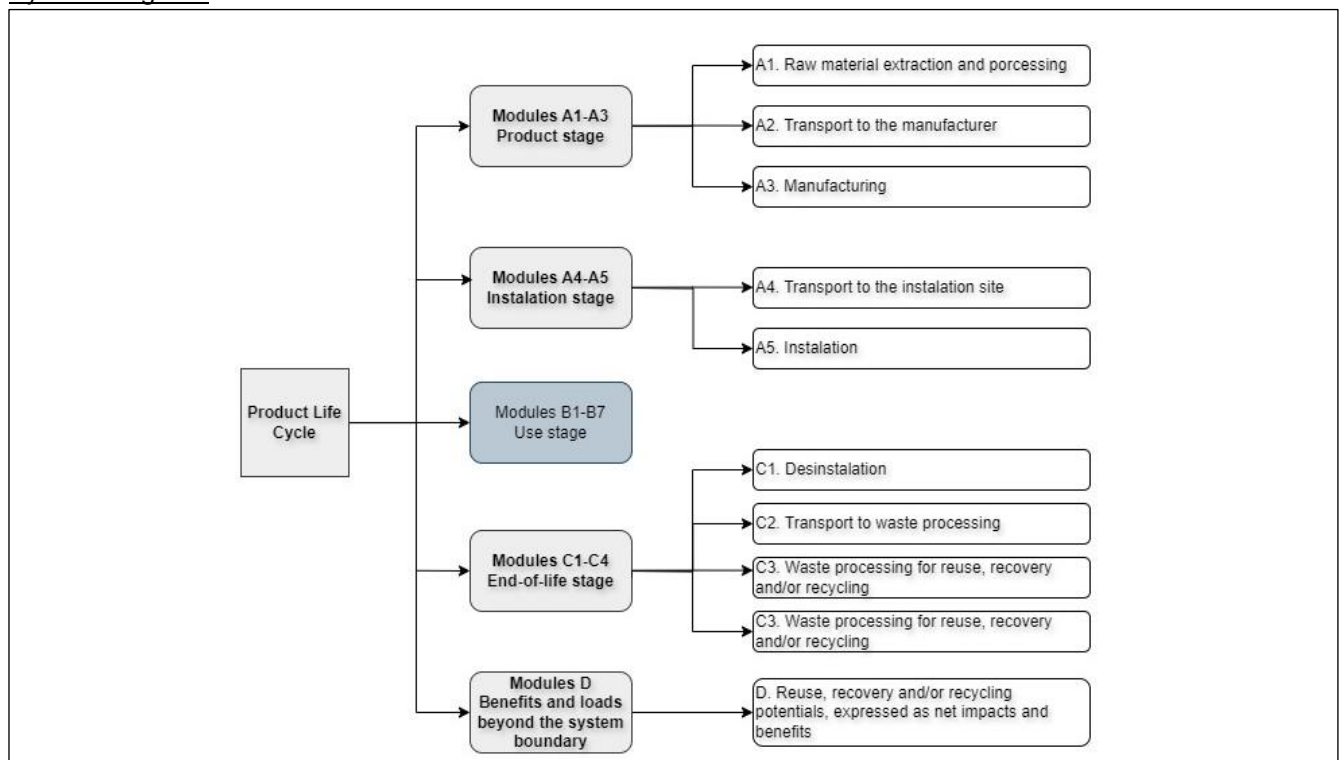 A1. Raw material extraction and porcessing
Modules A1-A3
Product stage
A2. Transport to the manufacturer
A3. Manufacturing
Modules A4-A5
Instalation stage
A4. Transport to the instalation site
A5. Instalation
Product Life
Cycle
Modules B1-B7
Use stage
C1. Desinstalation
C2. Transport to waste processing
Modules C1-C4
End-of-life stage
C3. Waste processing for reuse, recovery
and/or recycling
C3. Waste processing for reuse, recovery
and/or recycling
Modules D
Benefits and loads
beyond the system
boundary
D. Reuse, recovery and/or recycling
potentials, expressed as net impacts and
benefits